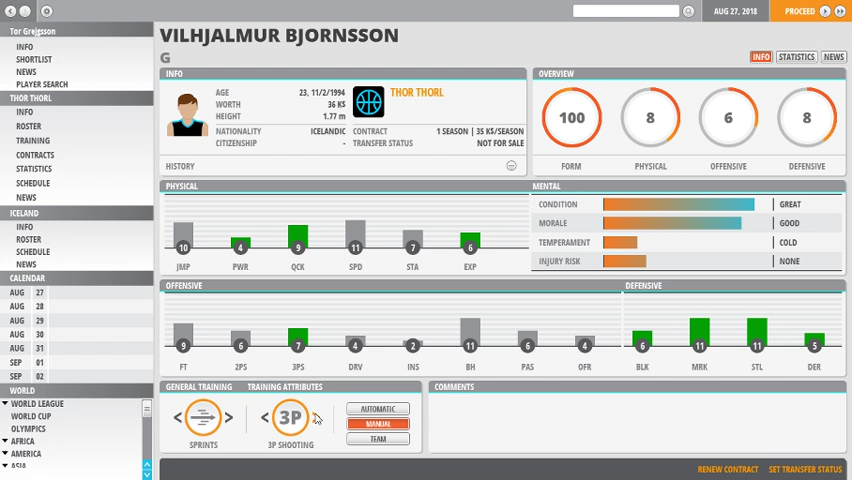 AUG 27, 2018 PROCEED
Tor Grejgsson
INFO
SHORTLIST
NEWS
PLAYER SEARCH
THOR THORL
INFO
ROSTER
TRAINING
CONTRACTS
STATISTICS
SCHEDULE
NEWS
ICELAND
INFO
ROSTER
SCHEDULE
NEWS
CALENDAR
AUG 27
AUG 28
AUG 29
AUG 30
AUG 31
SEP 01
SEP 02
WORLD
WORLD LEAGUE
WORLD CUP
OLYMPICS
AFRICA
AMERICA
ASIA
VILHJALMUR BJORNSSON
G
INFO STATISTICS NEWS
INFO
AGE 23, 11/2/1994
WORTH 36 K$
HEIGHT 1.77 m
NATIONALITY ICELANDIC
CITIZENSHIP -
THOR THORL
CONTRACT 1 SEASON | 35 K$/SEASON
TRANSFER STATUS NOT FOR SALE
HISTORY
OVERVIEW
100 8 6 8
FORM PHYSICAL OFFENSIVE DEFENSIVE
PHYSICAL
10 4 9 11 7 6
JMP PWR QCK SPD STA EXP
MENTAL
CONDITION GREAT
MORALE GOOD
TEMPERAMENT COLD
INJURY RISK NONE
OFFENSIVE
9 6 7 4 2 11 6 4
FT 2PS 3PS DRV INS BH PAS OFR
DEFENSIVE
6 11 11 5
BLK MRK STL DER
GENERAL TRAINING TRAINING ATTRIBUTES
< > < 3P >
SPRINTS 3P SHOOTING
AUTOMATIC
MANUAL
TEAM
COMMENTS
RENEW CONTRACT SET TRANSFER STATUS